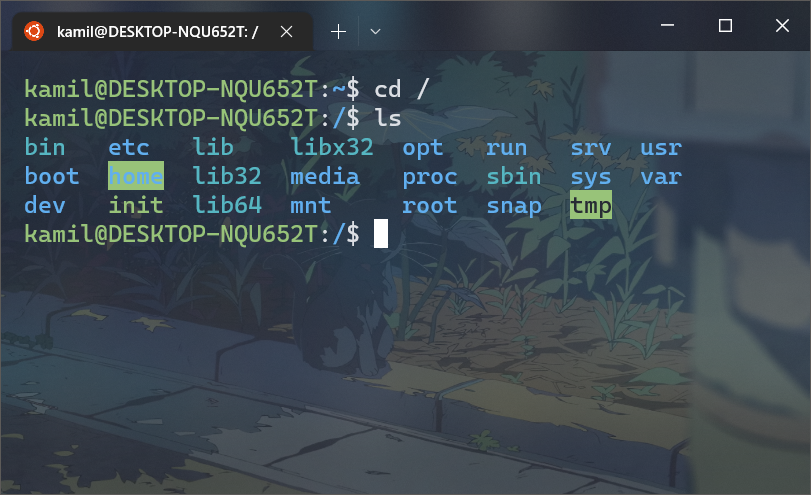 kamil@DESKTOP-NQU652T: /
kamil@DESKTOP-NQU652T:~$ cd /
kamil@DESKTOP-NQU652T:/$ ls
bin etc lib libx32 opt run srv usr
boot home lib32 media proc sbin sys var
dev init lib64 mnt root snap tmp
kamil@DESKTOP-NQU652T:/$